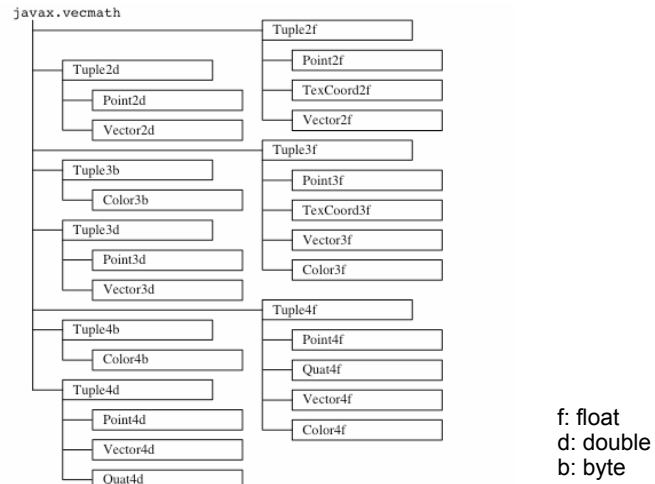 javax.vecmath
Tuple2d
Point2d
Vector2d
Tuple3b
Color3b
Tuple3d
Point3d
Vector3d
Tuple4b
Color4b
Tuple4d
Point4d
Vector4d
Quat4d
Tuple2f
Point2f
TexCoord2f
Vector2f
Tuple3f
Point3f
TexCoord3f
Vector3f
Color3f
Tuple4f
Point4f
Quat4f
Vector4f
Color4f
f: float
d: double
b: byte